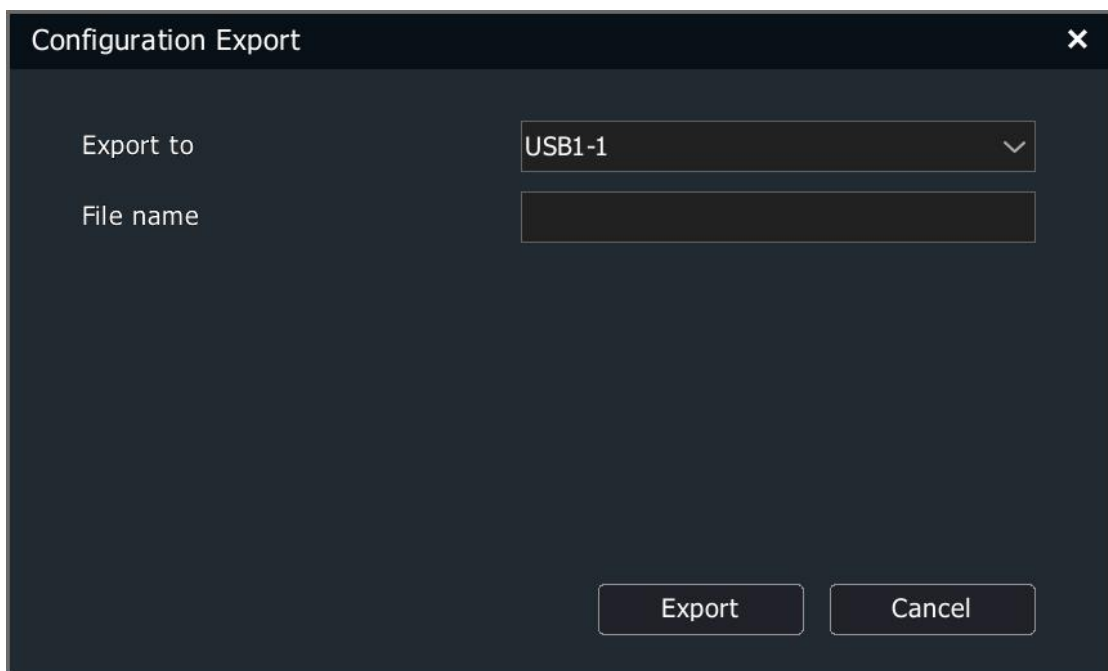 Configuration Export
Export to
USB1-1
File name
Export
Cancel